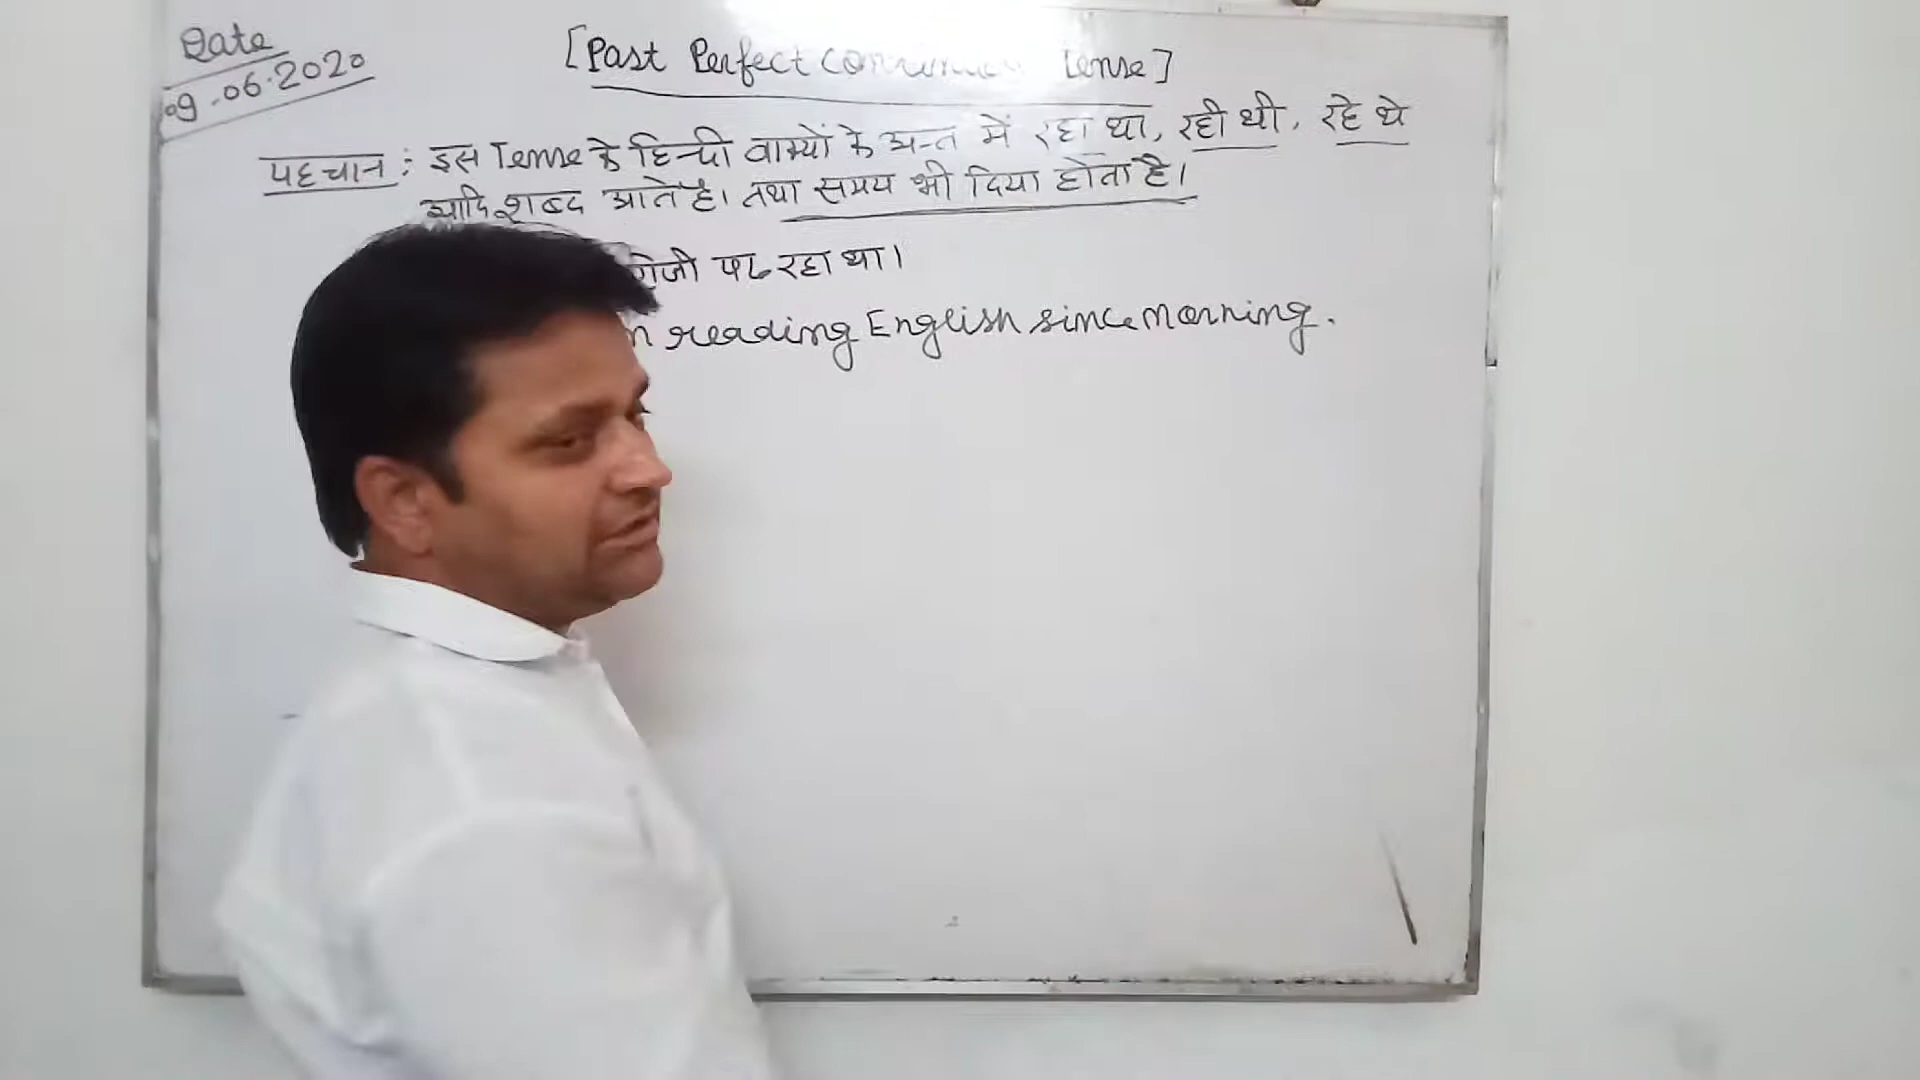 Date
09.06.2020
[Past Perfect Continuous Tense]
पहचान : इस Tense के हिन्दी वाक्यों के अन्त में रहा था, रही थी, रहे थे
आदि शब्द आते है। तथा समय भी दिया होता है।
पढ रहा था।
reading English since morning.